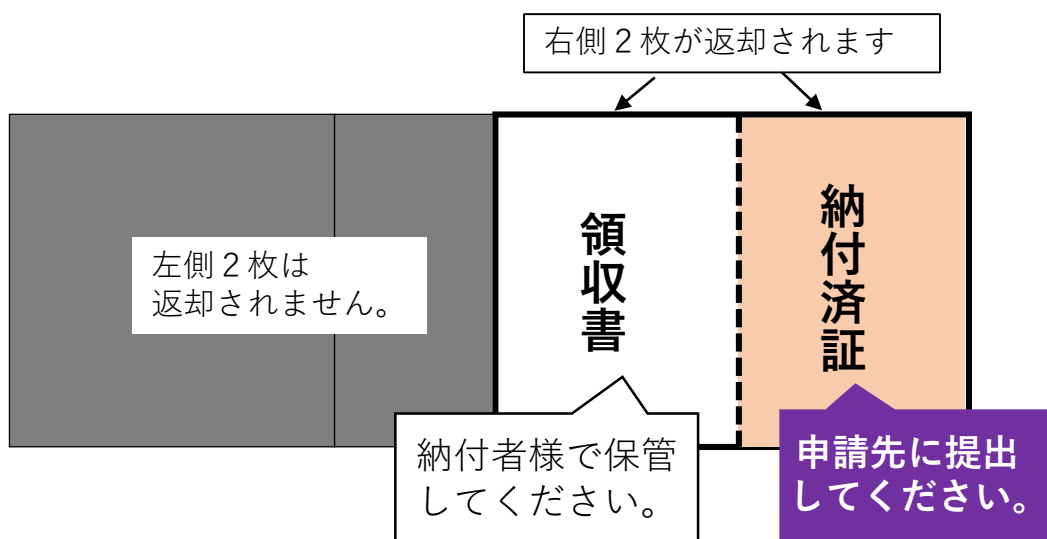 右側２枚が返却されます
左側２枚は
返却されません。
領収書
納付済証
納付者様で保管
してください。
申請先に提出
してください。